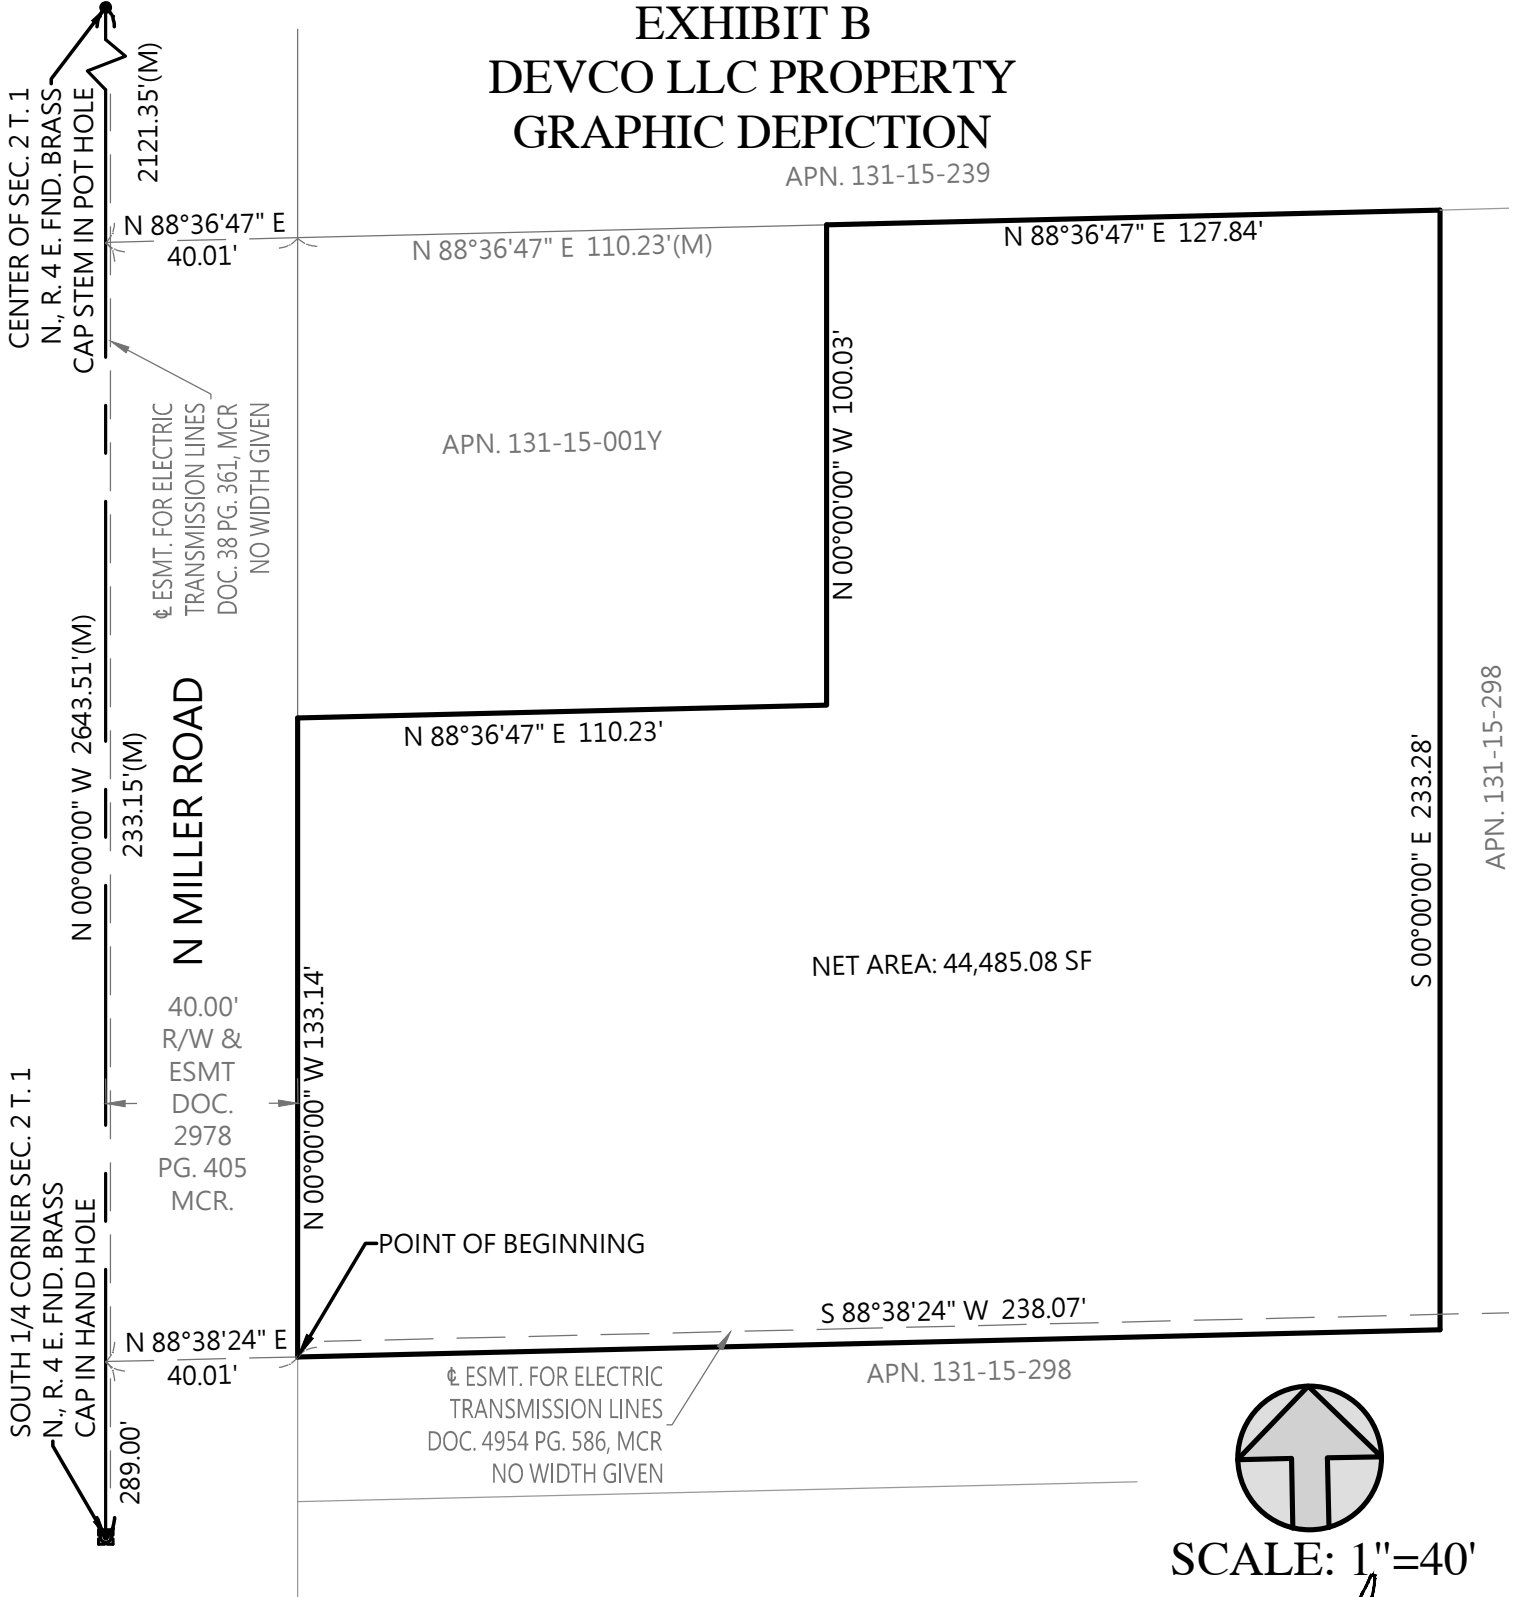 EXHIBIT B
DEVCO LLC PROPERTY
GRAPHIC DEPICTION
APN. 131-15-239
CENTER OF SEC. 2 T. 1
N., R. 4 E. FND. BRASS
CAP STEM IN POT HOLE
2121.35'(M)
N 88°36'47" E
40.01'
N 88°36'47" E 110.23'(M)
N 88°36'47" E 127.84'
N 00°00'00" W 100.03'
APN. 131-15-001Y
℄ ESMT. FOR ELECTRIC
TRANSMISSION LINES
DOC. 38 PG. 361, MCR
NO WIDTH GIVEN
N 00°00'00" W 2643.51'(M)
233.15'(M)
N MILLER ROAD
N 88°36'47" E 110.23'
S 00°00'00" E 233.28'
APN. 131-15-298
NET AREA: 44,485.08 SF
40.00'
R/W &
ESMT
DOC.
2978
PG. 405
MCR.
N 00°00'00" W 133.14'
SOUTH 1/4 CORNER SEC. 2 T. 1
N., R. 4 E. FND. BRASS
CAP IN HAND HOLE
POINT OF BEGINNING
N 88°38'24" E
40.01'
S 88°38'24" W 238.07'
APN. 131-15-298
℄ ESMT. FOR ELECTRIC
TRANSMISSION LINES
DOC. 4954 PG. 586, MCR
NO WIDTH GIVEN
289.00'
SCALE: 1"=40'